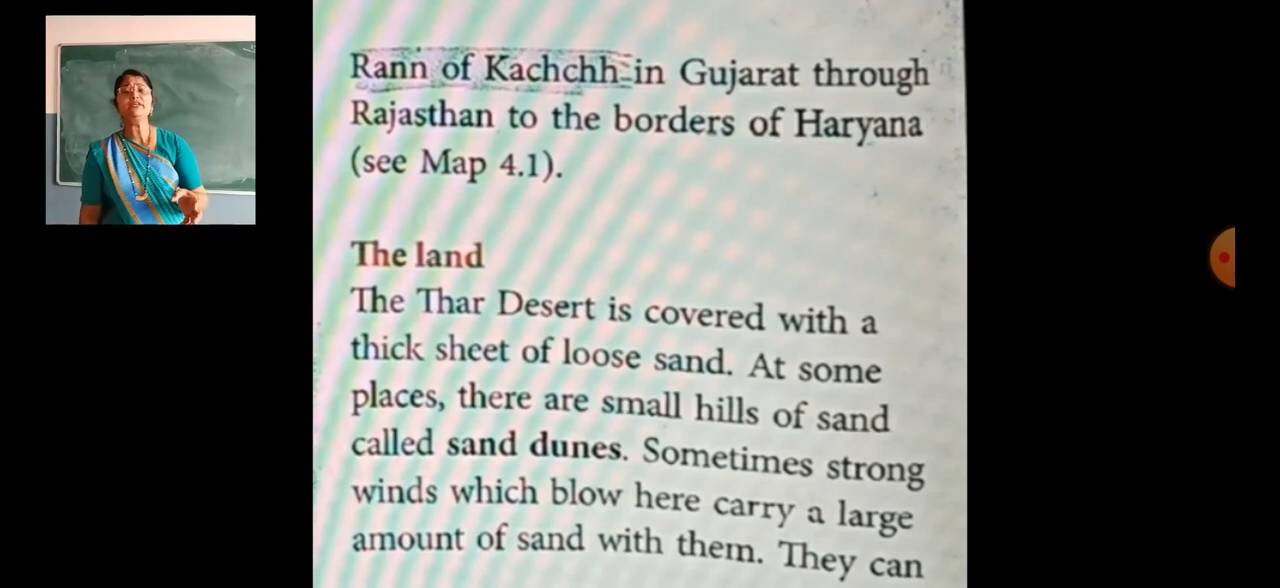 Rann of Kachchh in Gujarat through
Rajasthan to the borders of Haryana
(see Map 4.1).
The land
The Thar Desert is covered with a
thick sheet of loose sand. At some
places, there are small hills of sand
called sand dunes. Sometimes strong
winds which blow here carry a large
amount of sand with them. They can